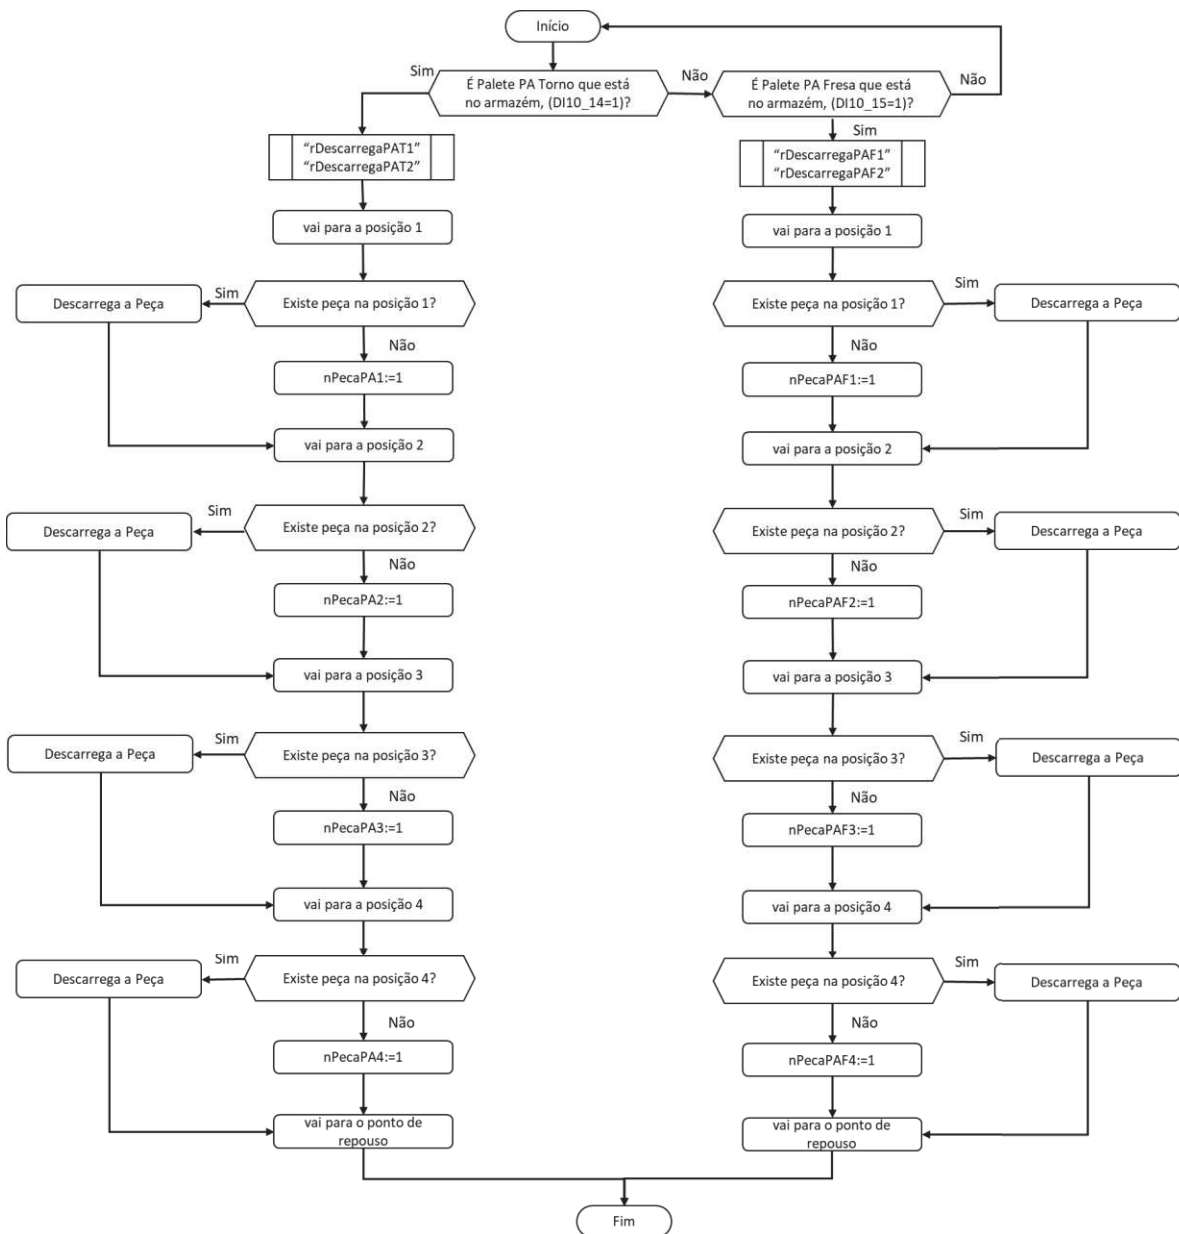 Início
Sim
É Palete PA Torno que está
no armazém, (DI10_14=1)?
Não
É Palete PA Fresa que está
no armazém, (DI10_15=1)?
Não
Sim
“rDescarregaPAT1”
“rDescarregaPAT2”
“rDescarregaPAF1”
“rDescarregaPAF2”
vai para a posição 1
vai para a posição 1
Descarrega a Peça
Sim
Existe peça na posição 1?
Existe peça na posição 1?
Sim
Descarrega a Peça
Não
Não
nPecaPA1:=1
nPecaPAF1:=1
vai para a posição 2
vai para a posição 2
Descarrega a Peça
Sim
Existe peça na posição 2?
Existe peça na posição 2?
Sim
Descarrega a Peça
Não
Não
nPecaPA2:=1
nPecaPAF2:=1
vai para a posição 3
vai para a posição 3
Descarrega a Peça
Sim
Existe peça na posição 3?
Existe peça na posição 3?
Sim
Descarrega a Peça
Não
Não
nPecaPA3:=1
nPecaPAF3:=1
vai para a posição 4
vai para a posição 4
Descarrega a Peça
Sim
Existe peça na posição 4?
Existe peça na posição 4?
Sim
Descarrega a Peça
Não
Não
nPecaPA4:=1
nPecaPAF4:=1
vai para o ponto de
repouso
vai para o ponto de
repouso
Fim